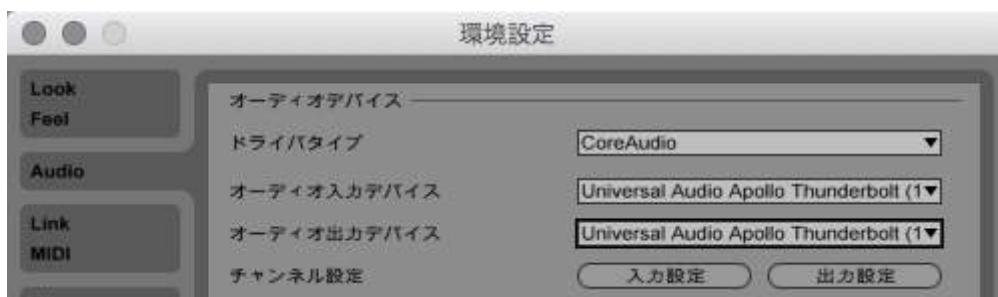 環境設定
Look
Feel
Audio
Link
MIDI
オーディオデバイス
ドライバタイプ CoreAudio
オーディオ入力デバイス Universal Audio Apollo Thunderbolt (1
オーディオ出力デバイス Universal Audio Apollo Thunderbolt (1
チャンネル設定 入力設定 出力設定